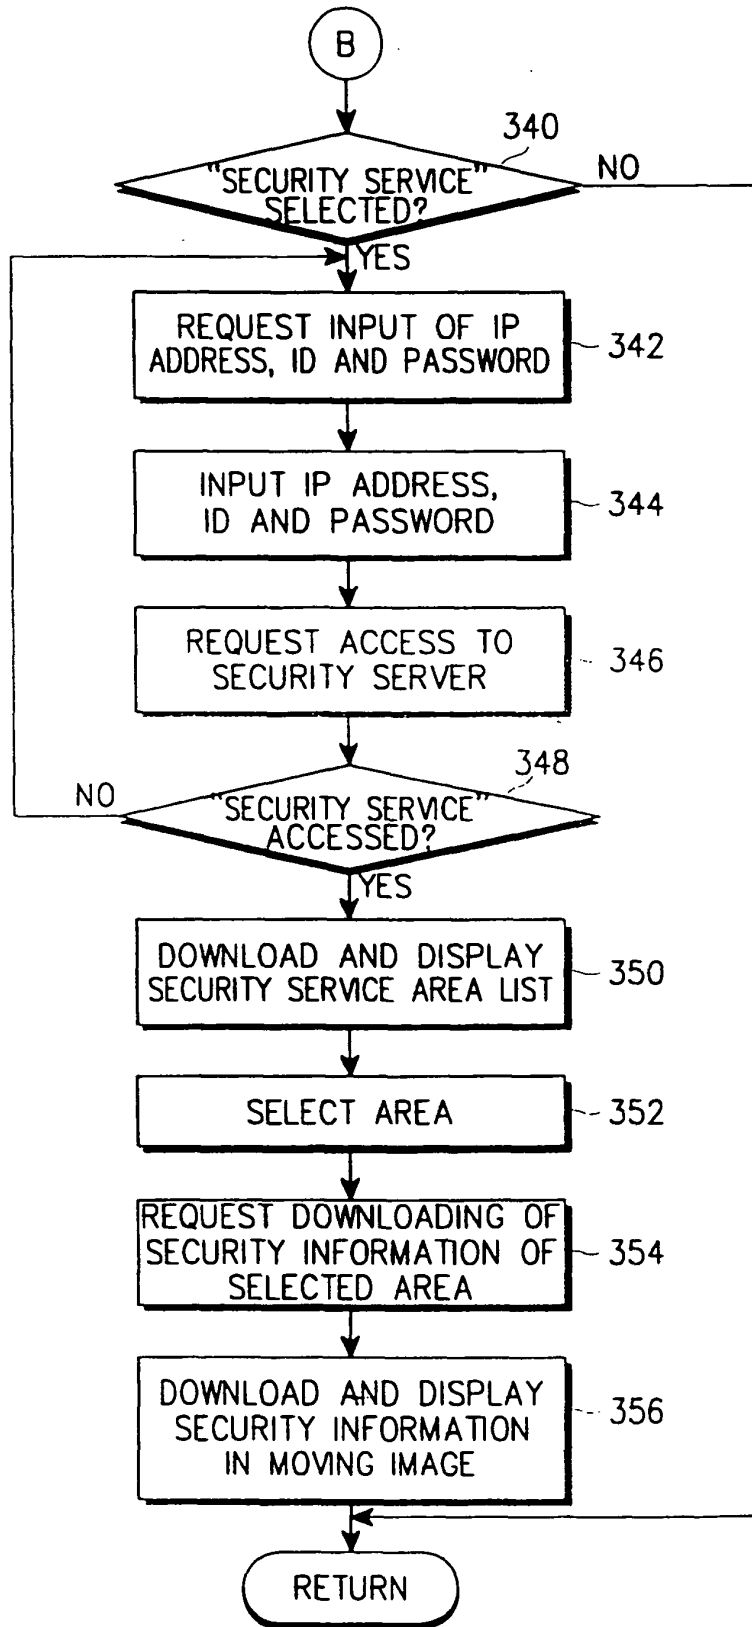 B
340
"SECURITY SERVICE"
SELECTED?
NO
YES
REQUEST INPUT OF IP
ADDRESS, ID AND PASSWORD
342
INPUT IP ADDRESS,
ID AND PASSWORD
344
REQUEST ACCESS TO
SECURITY SERVER
346
348
NO
"SECURITY SERVICE"
ACCESSED?
YES
DOWNLOAD AND DISPLAY
SECURITY SERVICE AREA LIST
350
SELECT AREA
352
REQUEST DOWNLOADING OF
SECURITY INFORMATION OF
SELECTED AREA
354
DOWNLOAD AND DISPLAY
SECURITY INFORMATION
IN MOVING IMAGE
356
RETURN